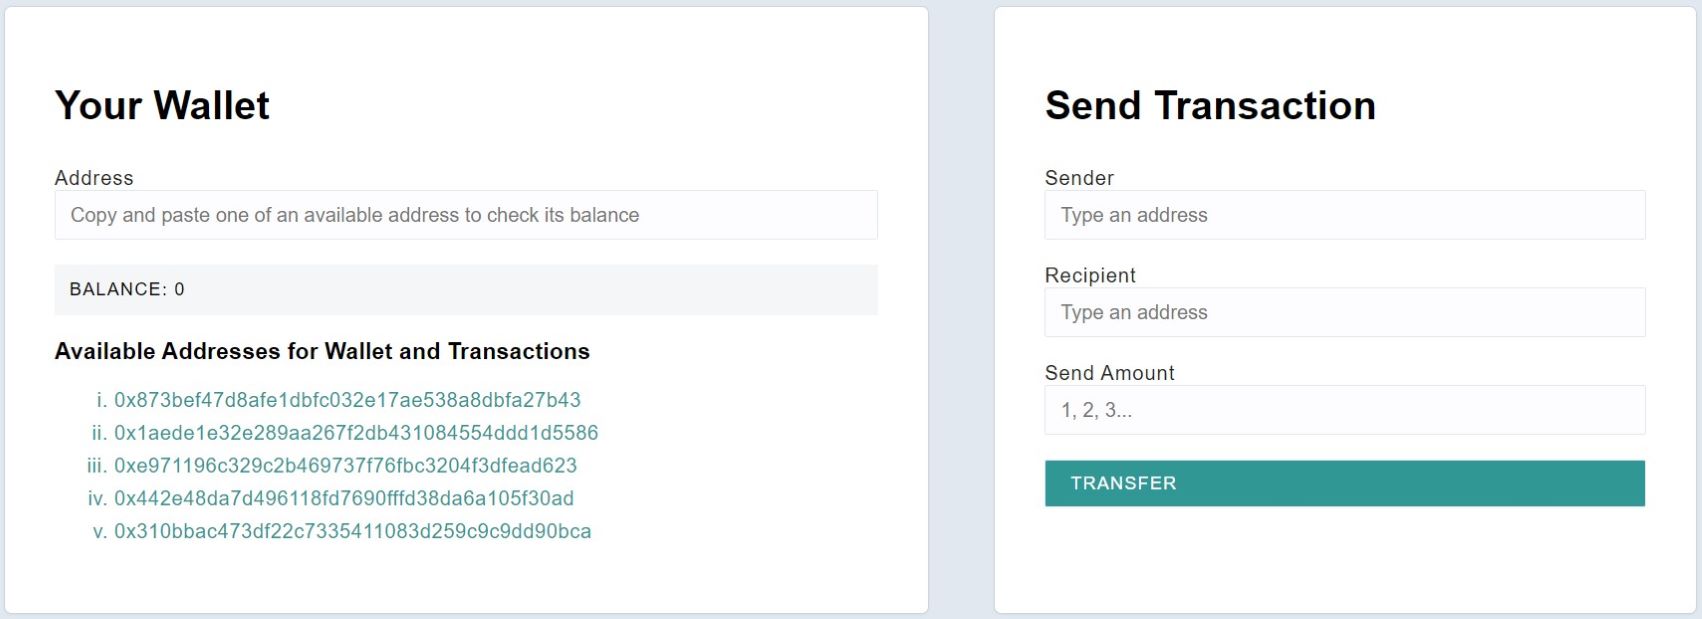 Your Wallet
Address
Copy and paste one of an available address to check its balance
BALANCE: 0
Available Addresses for Wallet and Transactions
i. 0x873bef47d8afe1dbfc032e17ae538a8dbfa27b43
ii. 0x1aede1e32e289aa267f2db431084554ddd1d5586
iii. 0xe971196c329c2b469737f76fbc3204f3dfead623
iv. 0x442e48da7d496118fd7690fffd38da6a105f30ad
v. 0x310bbac473df22c7335411083d259c9c9dd90bca
Send Transaction
Sender
Type an address
Recipient
Type an address
Send Amount
1, 2, 3...
TRANSFER